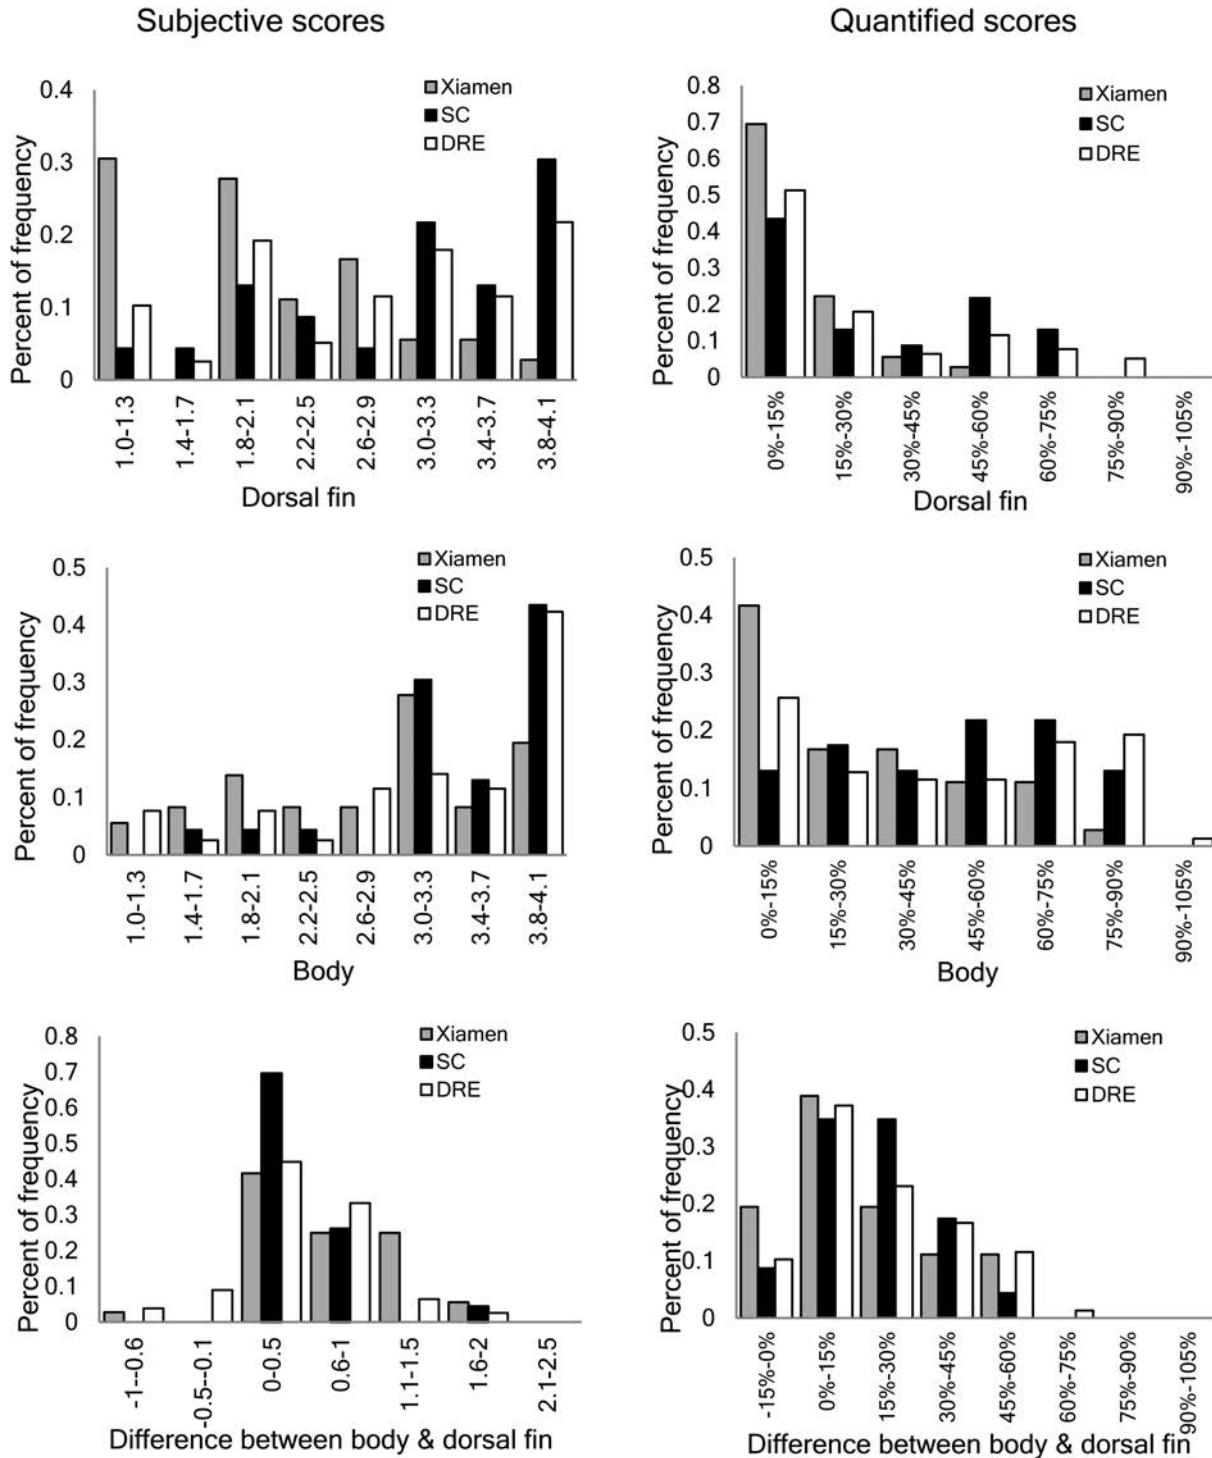 Subjective scores
Quantified scores
Percent of frequency
0.4
0.3
0.2
0.1
0
Xiamen
SC
DRE
1.0-1.3
1.4-1.7
1.8-2.1
2.2-2.5
2.6-2.9
3.0-3.3
3.4-3.7
3.8-4.1
Dorsal fin
Percent of frequency
0.8
0.7
0.6
0.5
0.4
0.3
0.2
0.1
0
Xiamen
SC
DRE
0%-15%
15%-30%
30%-45%
45%-60%
60%-75%
75%-90%
90%-105%
Dorsal fin
Percent of frequency
0.5
0.4
0.3
0.2
0.1
0
Xiamen
SC
DRE
1.0-1.3
1.4-1.7
1.8-2.1
2.2-2.5
2.6-2.9
3.0-3.3
3.4-3.7
3.8-4.1
Body
Percent of frequency
0.5
0.4
0.3
0.2
0.1
0
Xiamen
SC
DRE
0%-15%
15%-30%
30%-45%
45%-60%
60%-75%
75%-90%
90%-105%
Body
Percent of frequency
0.8
0.7
0.6
0.5
0.4
0.3
0.2
0.1
0
Xiamen
SC
DRE
-1--0.6
-0.5--0.1
0-0.5
0.6-1
1.1-1.5
1.6-2
2.1-2.5
Difference between body & dorsal fin
Percent of frequency
0.5
0.4
0.3
0.2
0.1
0
Xiamen
SC
DRE
-15%-0%
0%-15%
15%-30%
30%-45%
45%-60%
60%-75%
75%-90%
90%-105%
Difference between body & dorsal fin